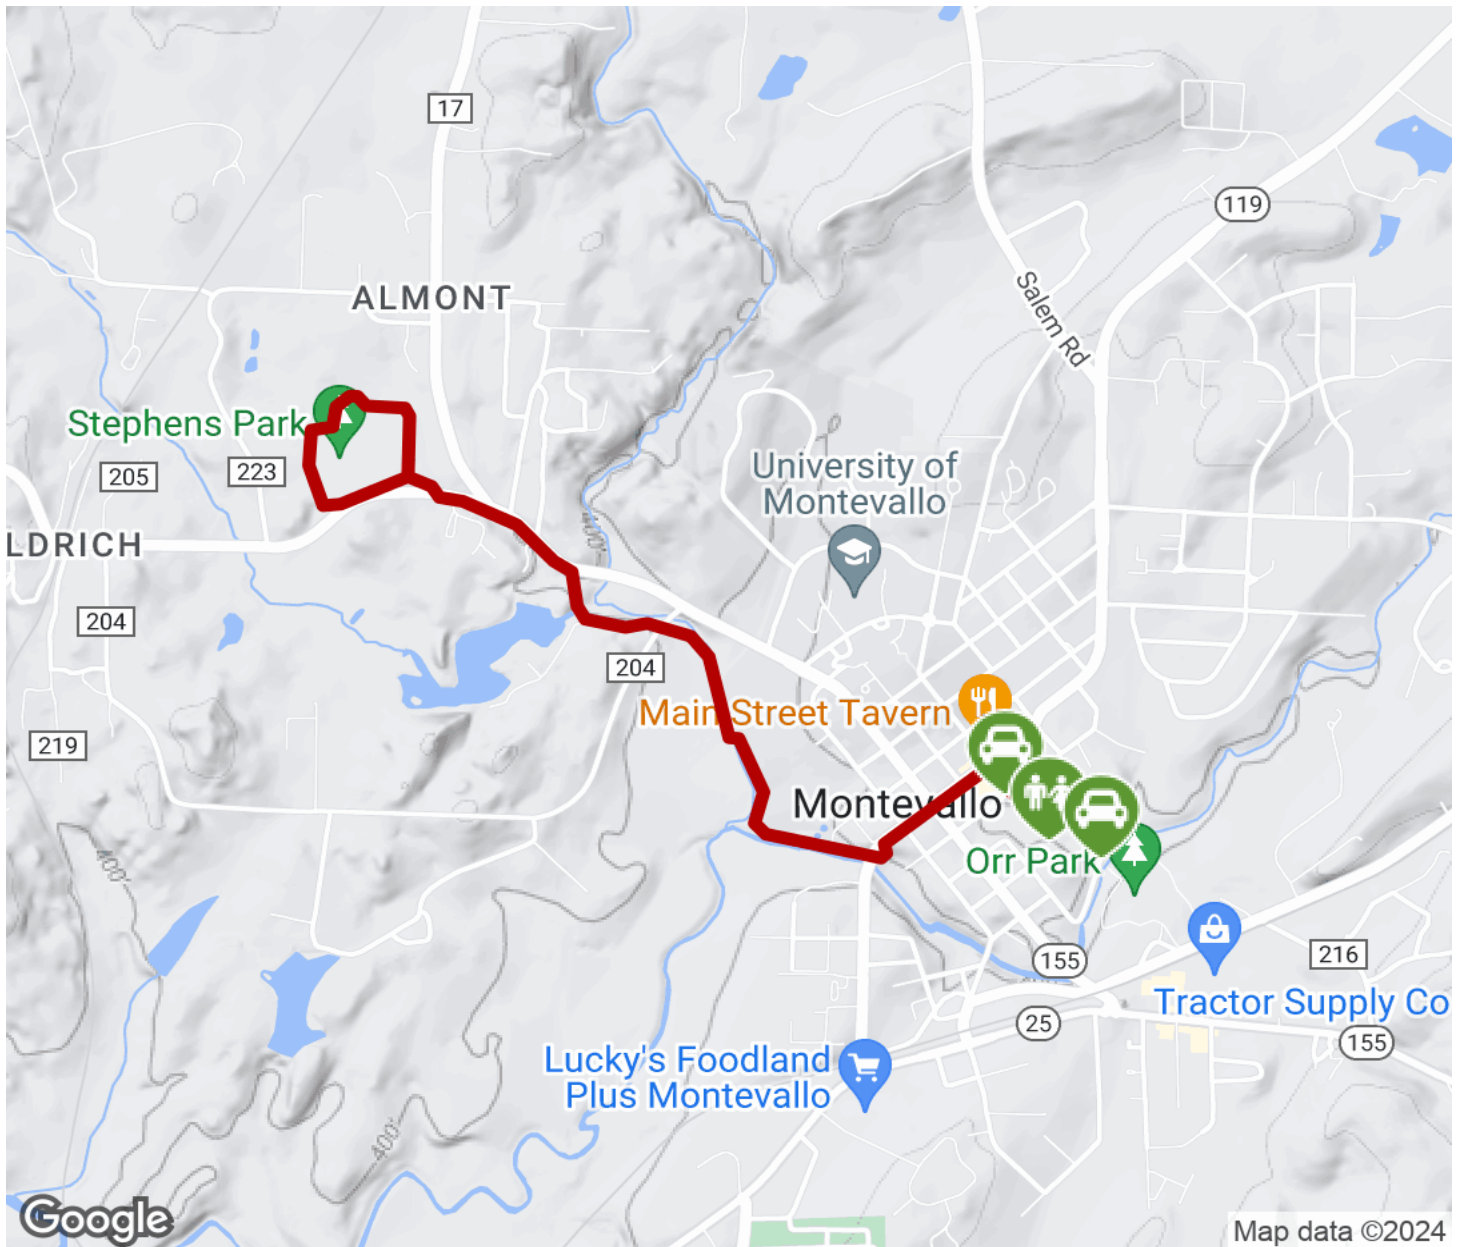 17
119
ALMONT
Salem Rd
Stephens Park
205
223
University of
Montevallo
400'
LDRICH
204
204
Main Street Tavern
219
Montevallo
Orr Park
400'
155
216
Tractor Supply Co
25
155
Lucky's Foodland
Plus Montevallo
400'
Google
Map data ©2024